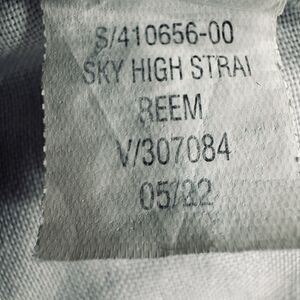 S/410656-00
SKY HIGH STRAI
REEM
V/307084
05/22